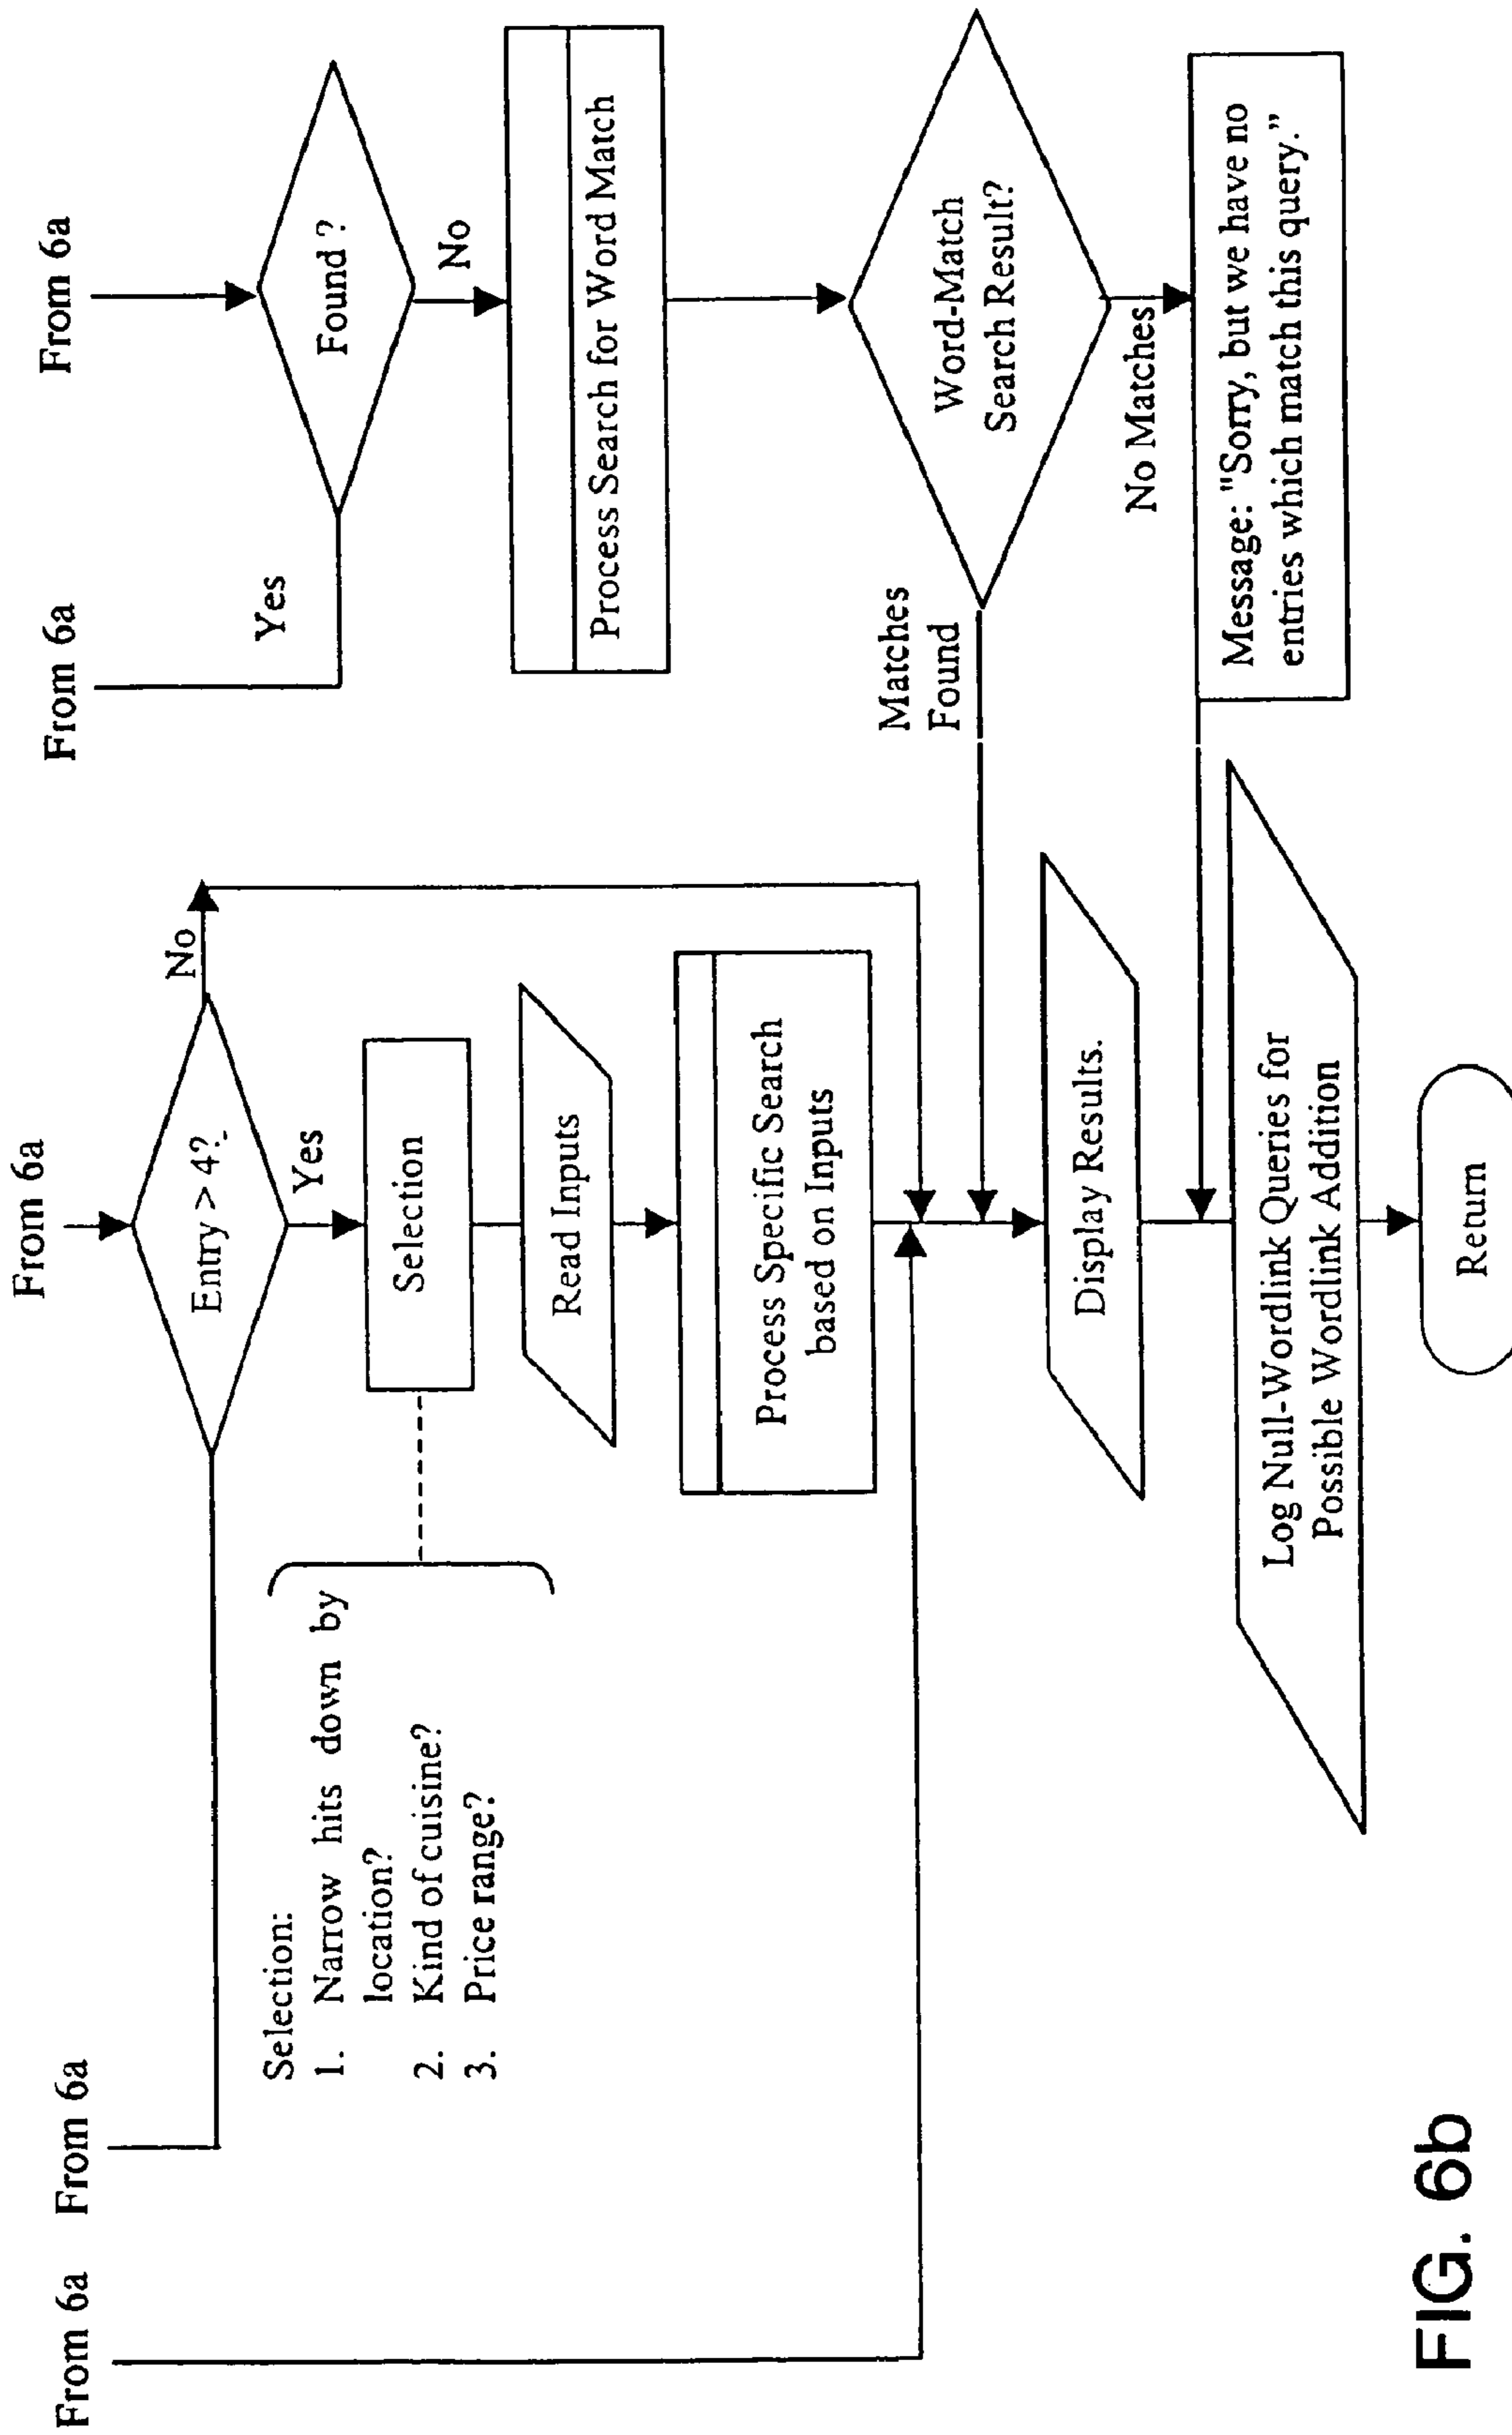 From 6a
From 6a
From 6a
From 6a
From 6a
Entry > 4?
No
Yes
Selection
Selection:
1. Narrow hits down by
location?
2. Kind of cuisine?
3. Price range?
Read Inputs
Process Specific Search
based on Inputs
Found ?
Yes
No
Process Search for Word Match
Word-Match
Search Result?
Matches
Found
No Matches
Message: "Sorry, but we have no
entries which match this query."
Display Results.
Log Null-Wordlink Queries for
Possible Wordlink Addition
Return
FIG. 6b